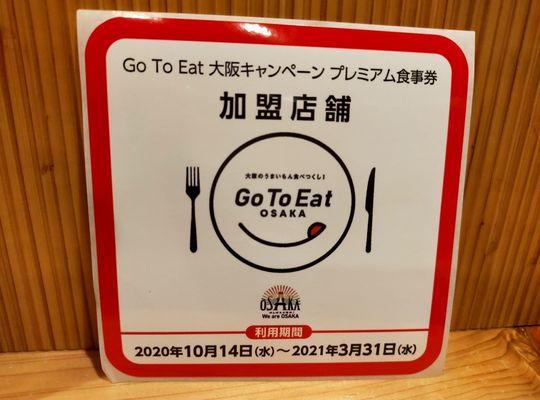 Go To Eat 大阪キャンペーン プレミアム食事券
加盟店舗
大阪のうまいもん食べつくし!
Go To Eat
OSAKA
OSAKA
We are OSAKA
利用期間
2020年10月14日(水)～2021年3月31日(水)